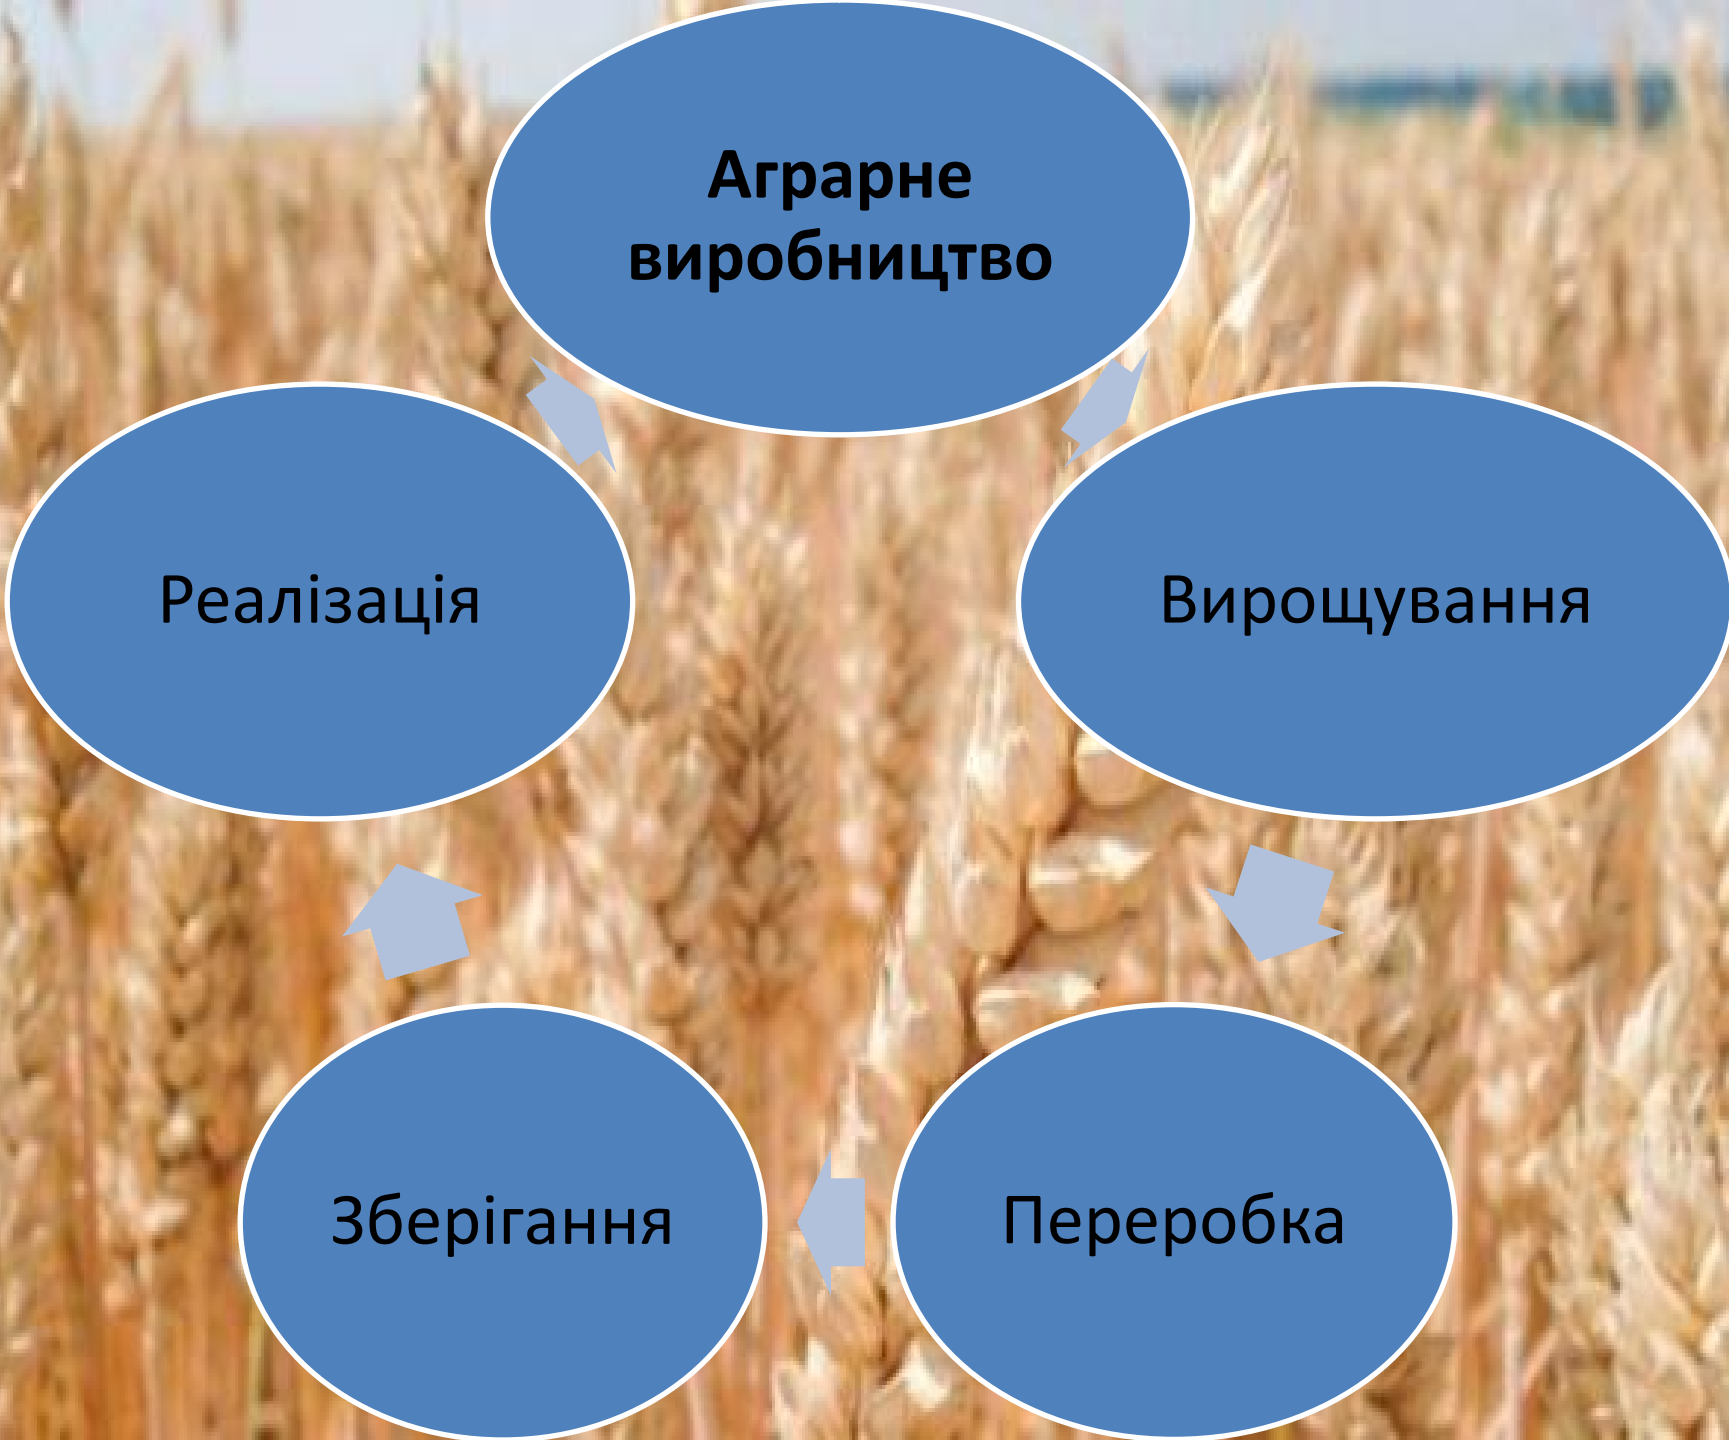 Аграрне
виробництво
Реалізація
Вирощування
Зберігання
Переробка